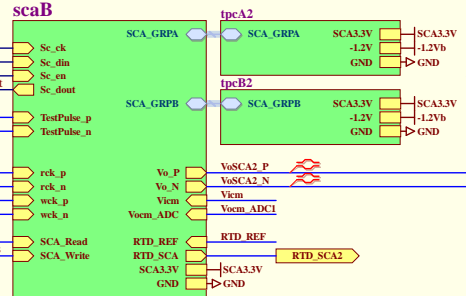 scaB
tpcA2
SCA_GRPA
SCA_GRPA
SCA3.3V
SCA3.3V
-1.2V
-1.2Vb
GND
GND
Sc_ck
Sc_din
Sc_en
Sc_dout
tpcB2
SCA_GRPB
SCA_GRPB
SCA3.3V
SCA3.3V
-1.2V
-1.2Vb
GND
GND
TestPulse_p
TestPulse_n
rck_p
rck_n
wck_p
wck_n
Vo_P
VoSCA2_P
Vo_N
VoSCA2_N
Vicm
Vicm
Vocm_ADC
Vocm_ADC1
SCA_Read
SCA_Write
RTD_REF
RTD_REF
RTD_SCA
RTD_SCA2
SCA3.3V
SCA3.3V
GND
GND